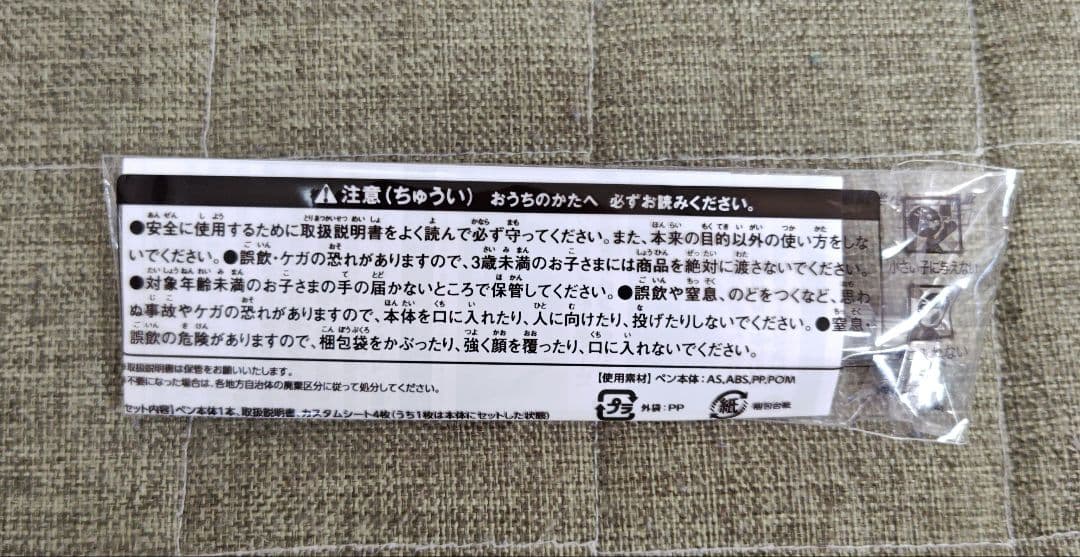 注意(ちゅうい) おうちのかたへ 必ずお読みください。
●安全に使用するために取扱説明書をよく読んで必ず守ってください。また、本来の目的以外の使い方をしな
いでください。●誤飲・ケガの恐れがありますので、3歳未満のお子さまには商品を絶対に渡さないでください。
●対象年齢未満のお子さまの手の届かないところで保管してください。●誤飲や窒息、のどをつくなど、思わ
ぬ事故やケガの恐れがありますので、本体を口に入れたり、人に向けたり、投げたりしないでください。●窒息・
誤飲の危険がありますので、梱包袋をかぶったり、強く顔を覆ったり、口に入れないでください。
取扱説明書は保管をお願いいたします。
不要になった場合は、各地方自治体の廃棄区分に従って処分してください。
セット内容】ペン本体1本、取扱説明書、カスタムシート4枚(うち1枚は本体にセットした状態)
【使用素材】ペン本体:AS,ABS,PP,POM
プラ 外袋:PP 紙 梱包台紙
小さい子に与えない